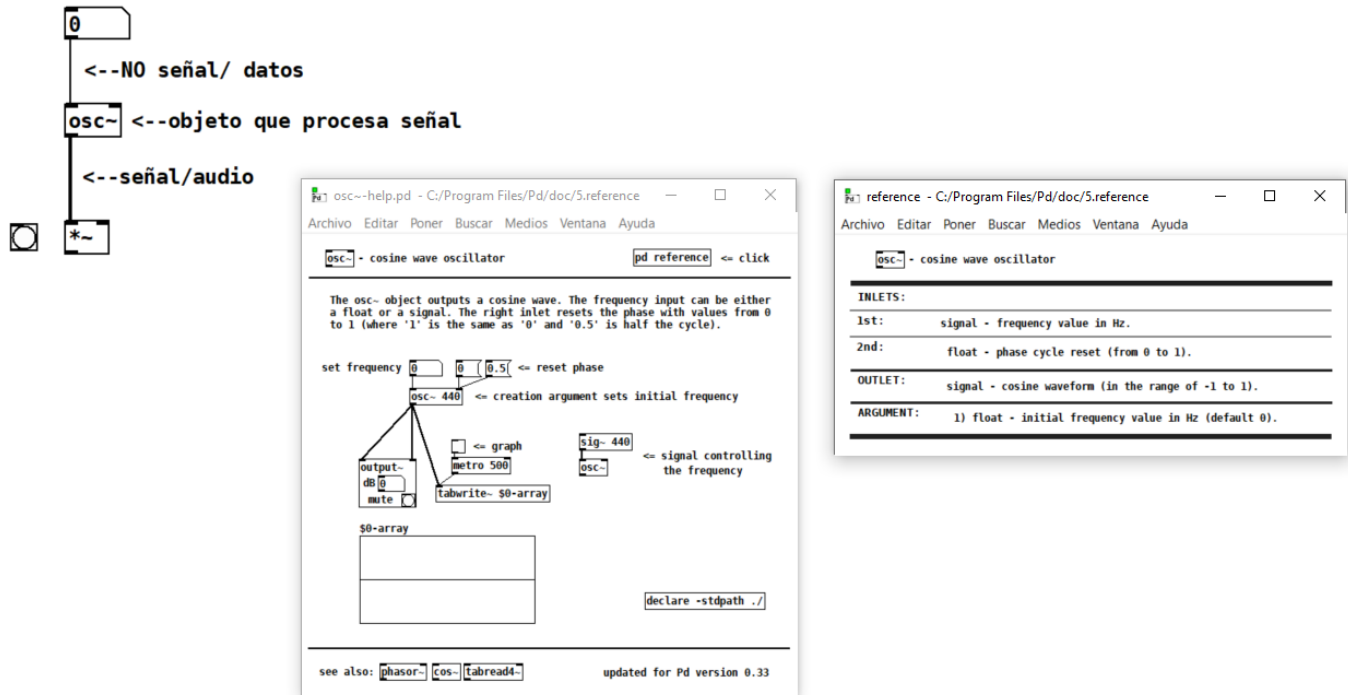 0
<--NO señal/ datos
osc~ <--objeto que procesa señal
<--señal/audio
*~
osc~-help.pd - C:/Program Files/Pd/doc/5.reference
Archivo Editar Poner Buscar Medios Ventana Ayuda
osc~ - cosine wave oscillator
pd reference <= click
The osc~ object outputs a cosine wave. The frequency input can be either
a float or a signal. The right inlet resets the phase with values from 0
to 1 (where '1' is the same as '0' and '0.5' is half the cycle).
set frequency 0 0 0.5 <= reset phase
osc~ 440 <= creation argument sets initial frequency
<= graph
metro 500
output~
dB 0
mute
tabwrite~ $0-array
sig~ 440
osc~
<= signal controlling
the frequency
$0-array
declare -stdpath ./
see also: phasor~ cos~ tabread4~
updated for Pd version 0.33
reference - C:/Program Files/Pd/doc/5.reference
Archivo Editar Poner Buscar Medios Ventana Ayuda
osc~ - cosine wave oscillator
INLETS:
1st: signal - frequency value in Hz.
2nd: float - phase cycle reset (from 0 to 1).
OUTLET: signal - cosine waveform (in the range of -1 to 1).
ARGUMENT: 1) float - initial frequency value in Hz (default 0).